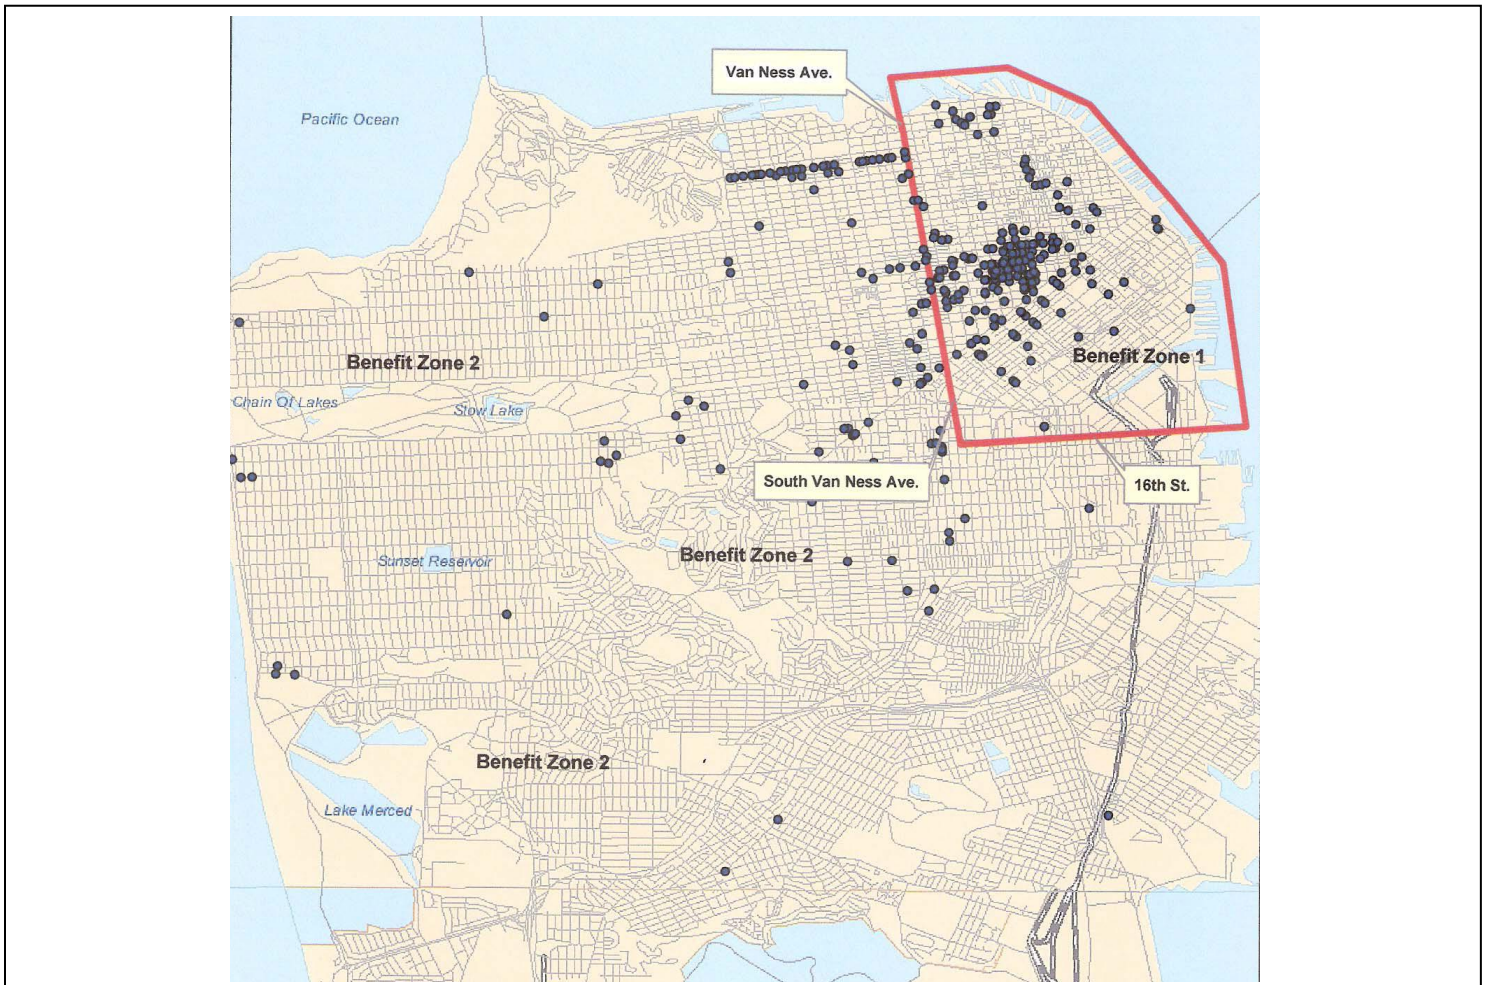 Van Ness Ave.
Pacific Ocean
Benefit Zone 1
Benefit Zone 2
Chain Of Lakes
Stow Lake
South Van Ness Ave.
16th St.
Benefit Zone 2
Sunset Reservoir
Benefit Zone 2
Lake Merced